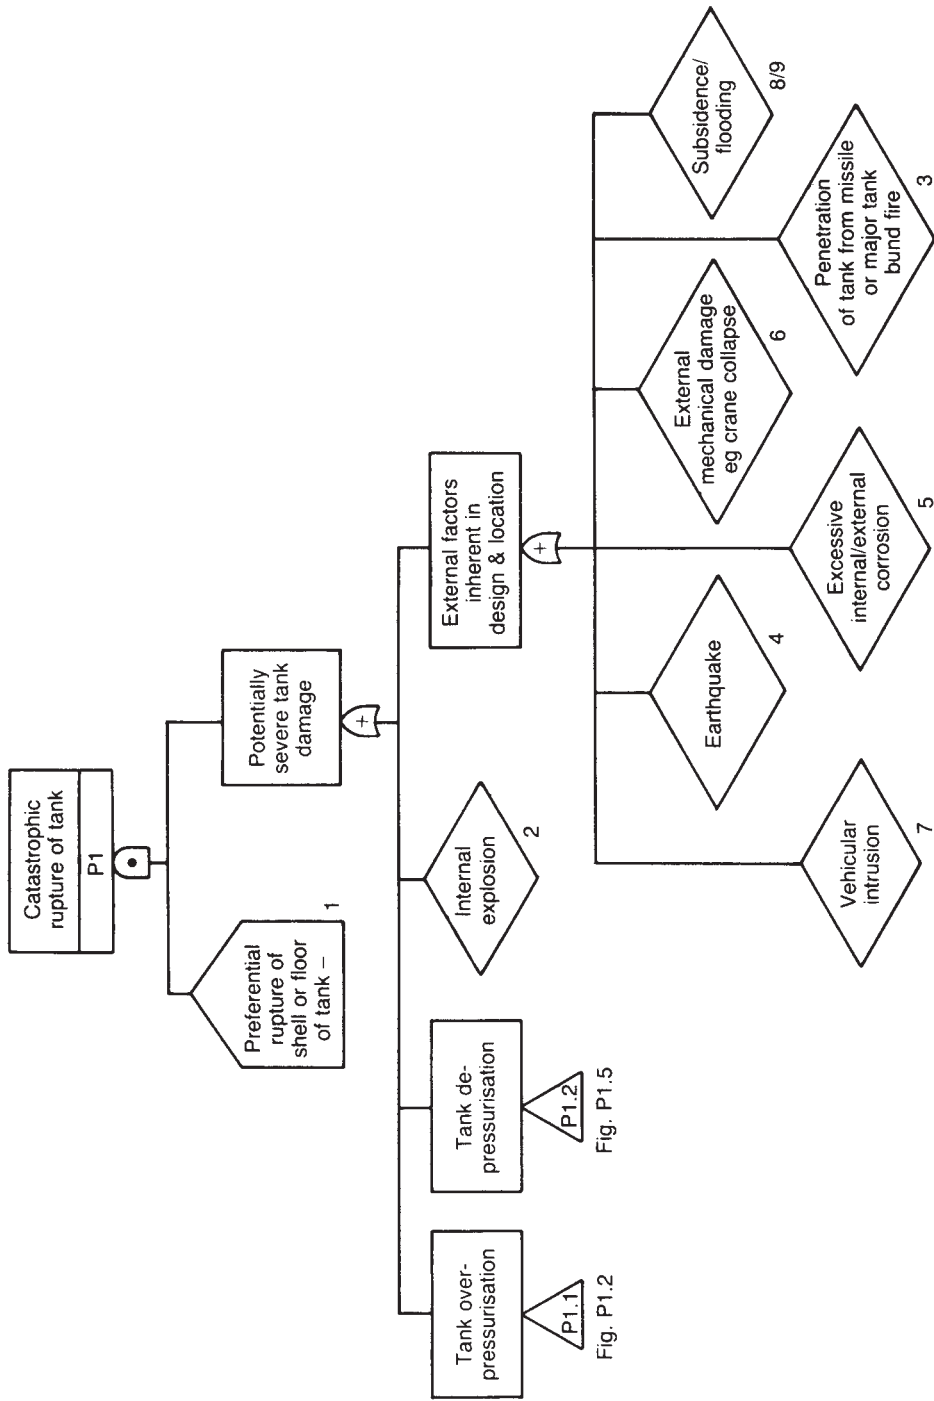 Catastrophic
rupture of tank
P1
Preferential
rupture of
shell or floor
of tank –
1
Potentially
severe tank
damage
+
Tank over-
pressurisation
P1.1
Fig. P1.2
Tank de-
pressurisation
P1.2
Fig. P1.5
Internal
explosion
2
External factors
inherent in
design & location
+
Vehicular
intrusion
7
Earthquake
4
Excessive
internal/external
corrosion
5
External
mechanical damage
eg crane collapse
6
Penetration
of tank from missile
or major tank
bund fire
3
Subsidence/
flooding
8/9